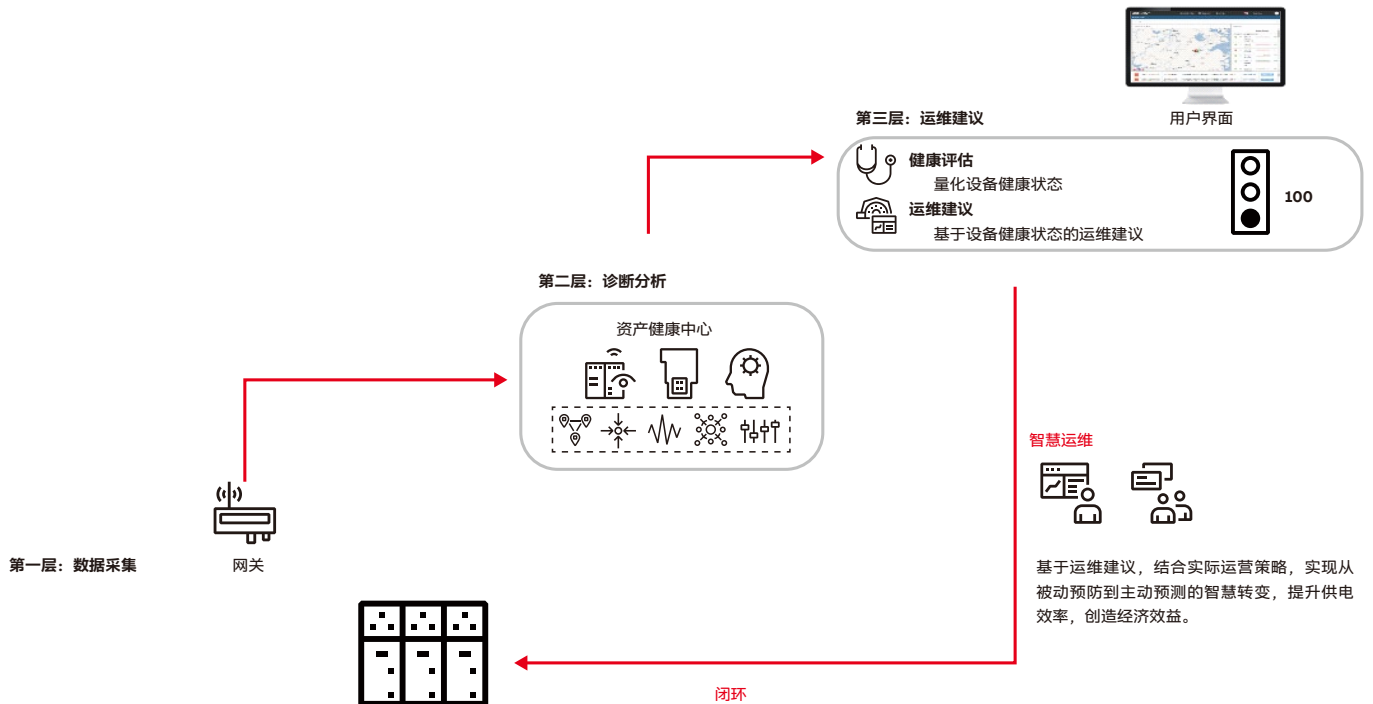 用户界面
第三层：运维建议
健康评估
量化设备健康状态
运维建议
基于设备健康状态的运维建议
100
第二层：诊断分析
资产健康中心
智慧运维
基于运维建议，结合实际运营策略，实现从
被动预防到主动预测的智慧转变，提升供电
效率，创造经济效益。
第一层：数据采集
网关
闭环